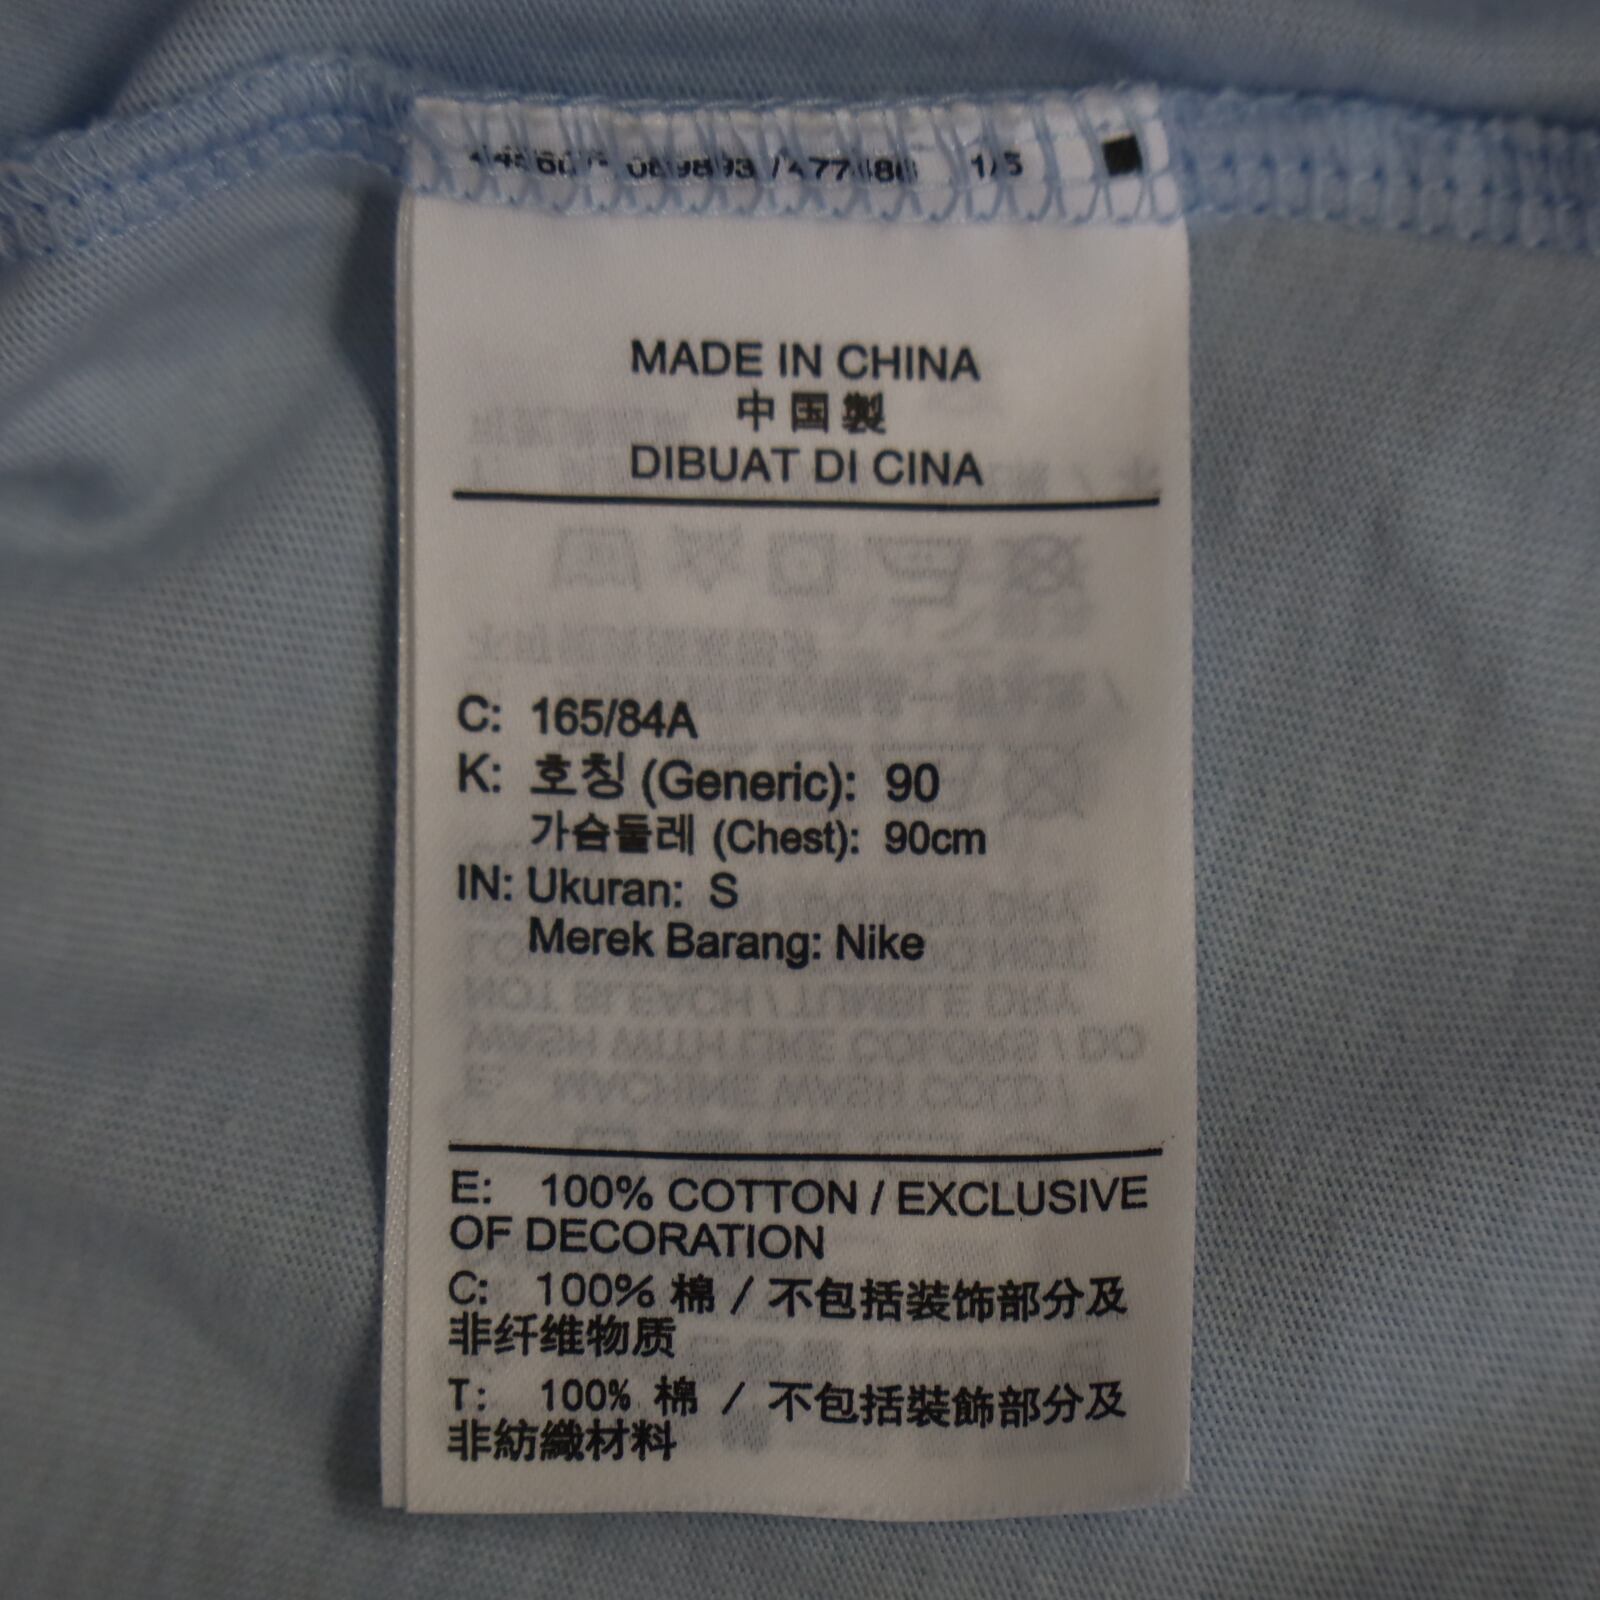 1/5
MADE IN CHINA
中国製
DIBUAT DI CINA
C: 165/84A
K: 호칭 (Generic): 90
가슴둘레 (Chest): 90cm
IN: Ukuran: S
Merek Barang: Nike
E: 100% COTTON / EXCLUSIVE
OF DECORATION
C: 100% 棉 / 不包括装饰部分及
非纤维物质
T: 100% 棉 / 不包括裝飾部分及
非紡織材料